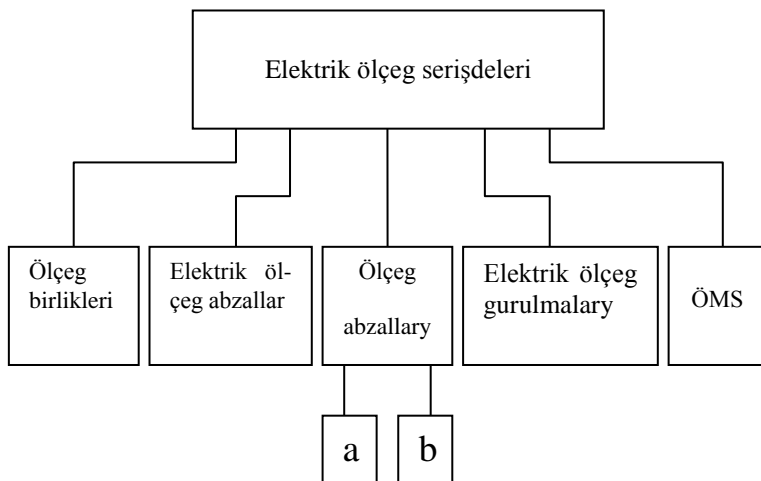 Elektrik ölçeg serişdeleri
Ölçeg
birlikleri
Elektrik öl-
çeg abzallar
Ölçeg
abzallary
Elektrik ölçeg
gurulmalary
ÖMS
a
b